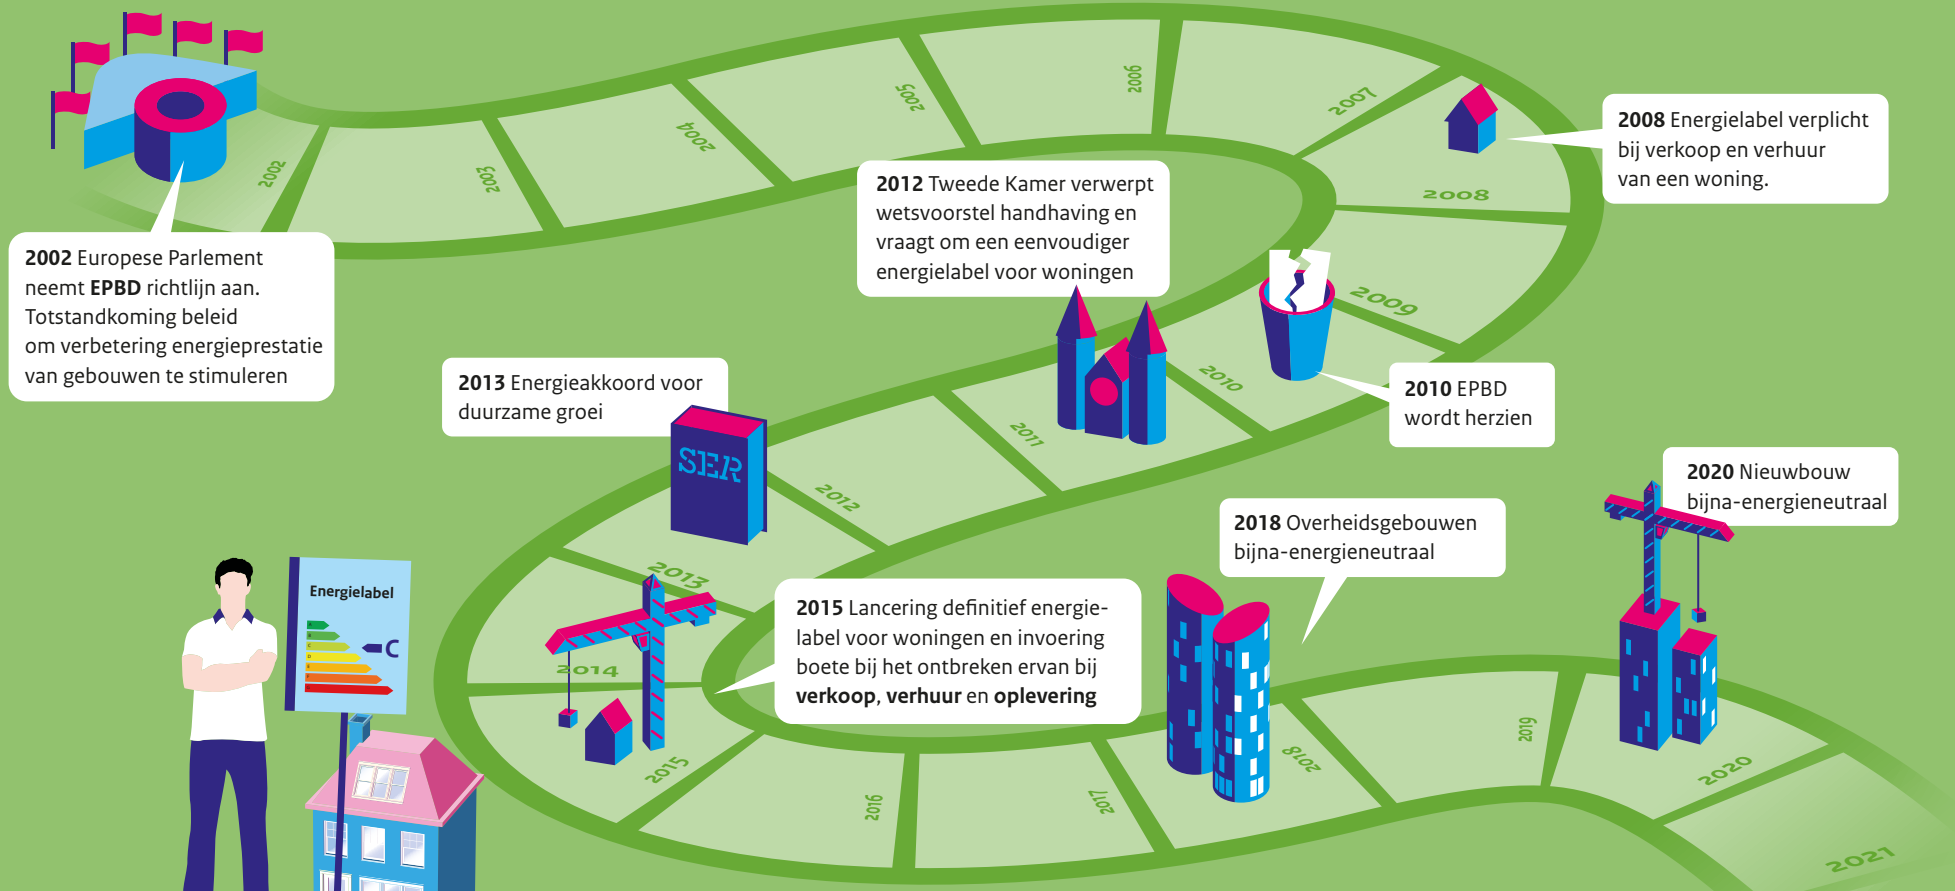 2002 Europese Parlement
neemt EPBD richtlijn aan.
Totstandkoming beleid
om verbetering energieprestatie
van gebouwen te stimuleren
2002
2003
2004
2005
2006
2007
2008
2008 Energielabel verplicht
bij verkoop en verhuur
van een woning.
2009
2010 EPBD
wordt herzien
2010
2011
2012 Tweede Kamer verwerpt
wetsvoorstel handhaving en
vraagt om een eenvoudiger
energielabel voor woningen
2012
2013 Energieakkoord voor
duurzame groei
SER
2013
2014
2015 Lancering definitief energie-
label voor woningen en invoering
boete bij het ontbreken ervan bij
verkoop, verhuur en oplevering
2015
2016
2017
2018 Overheidsgebouwen
bijna-energieneutraal
2018
2019
2020 Nieuwbouw
bijna-energieneutraal
2020
2021
Energielabel
C